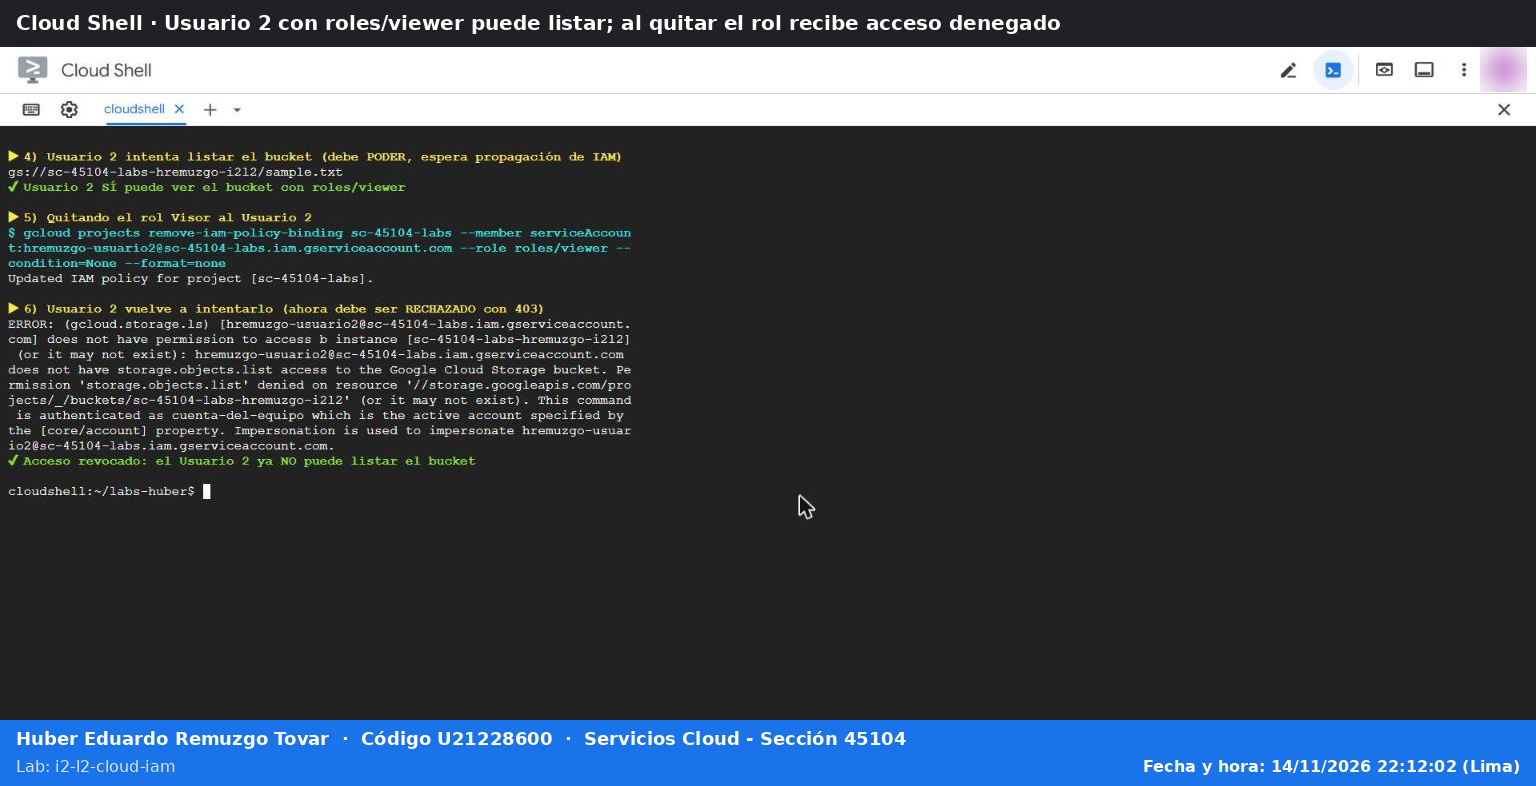 Cloud Shell · Usuario 2 con roles/viewer puede listar; al quitar el rol recibe acceso denegado
Cloud Shell
cloudshell
4) Usuario 2 intenta listar el bucket (debe PODER, espera propagación de IAM)
gs://sc-45104-labs-hremuzgo-i2l2/sample.txt
✔ Usuario 2 SÍ puede ver el bucket con roles/viewer
5) Quitando el rol Visor al Usuario 2
$ gcloud projects remove-iam-policy-binding sc-45104-labs --member serviceAccoun
t:hremuzgo-usuario2@sc-45104-labs.iam.gserviceaccount.com --role roles/viewer --
condition=None --format=none
Updated IAM policy for project [sc-45104-labs].
6) Usuario 2 vuelve a intentarlo (ahora debe ser RECHAZADO con 403)
ERROR: (gcloud.storage.ls) [hremuzgo-usuario2@sc-45104-labs.iam.gserviceaccount.
com] does not have permission to access b instance [sc-45104-labs-hremuzgo-i2l2]
(or it may not exist): hremuzgo-usuario2@sc-45104-labs.iam.gserviceaccount.com
does not have storage.objects.list access to the Google Cloud Storage bucket. Pe
rmission 'storage.objects.list' denied on resource '//storage.googleapis.com/pro
jects/_/buckets/sc-45104-labs-hremuzgo-i2l2' (or it may not exist). This command
is authenticated as cuenta-del-equipo which is the active account specified by
the [core/account] property. Impersonation is used to impersonate hremuzgo-usuar
io2@sc-45104-labs.iam.gserviceaccount.com.
✔ Acceso revocado: el Usuario 2 ya NO puede listar el bucket
cloudshell:~/labs-huber$
Huber Eduardo Remuzgo Tovar · Código U21228600 · Servicios Cloud - Sección 45104
Lab: i2-l2-cloud-iam
Fecha y hora: 14/11/2026 22:12:02 (Lima)